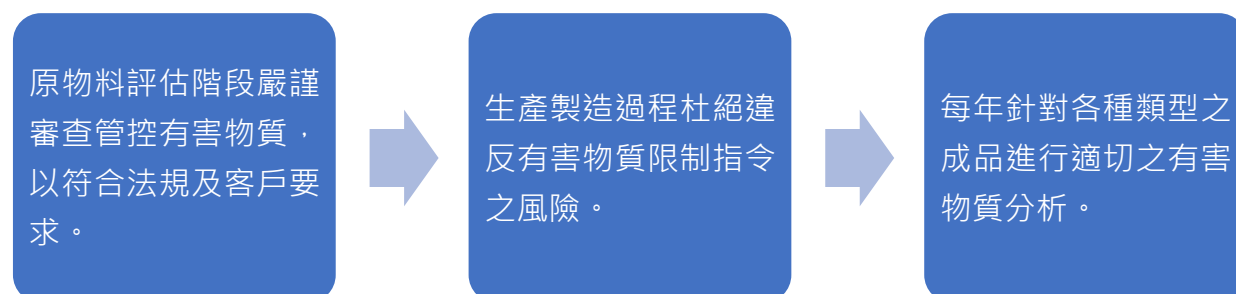 原物料評估階段嚴謹
審查管控有害物質，
以符合法規及客戶要
求。
生產製造過程杜絕違
反有害物質限制指令
之風險。
每年針對各種類型之
成品進行適切之有害
物質分析。